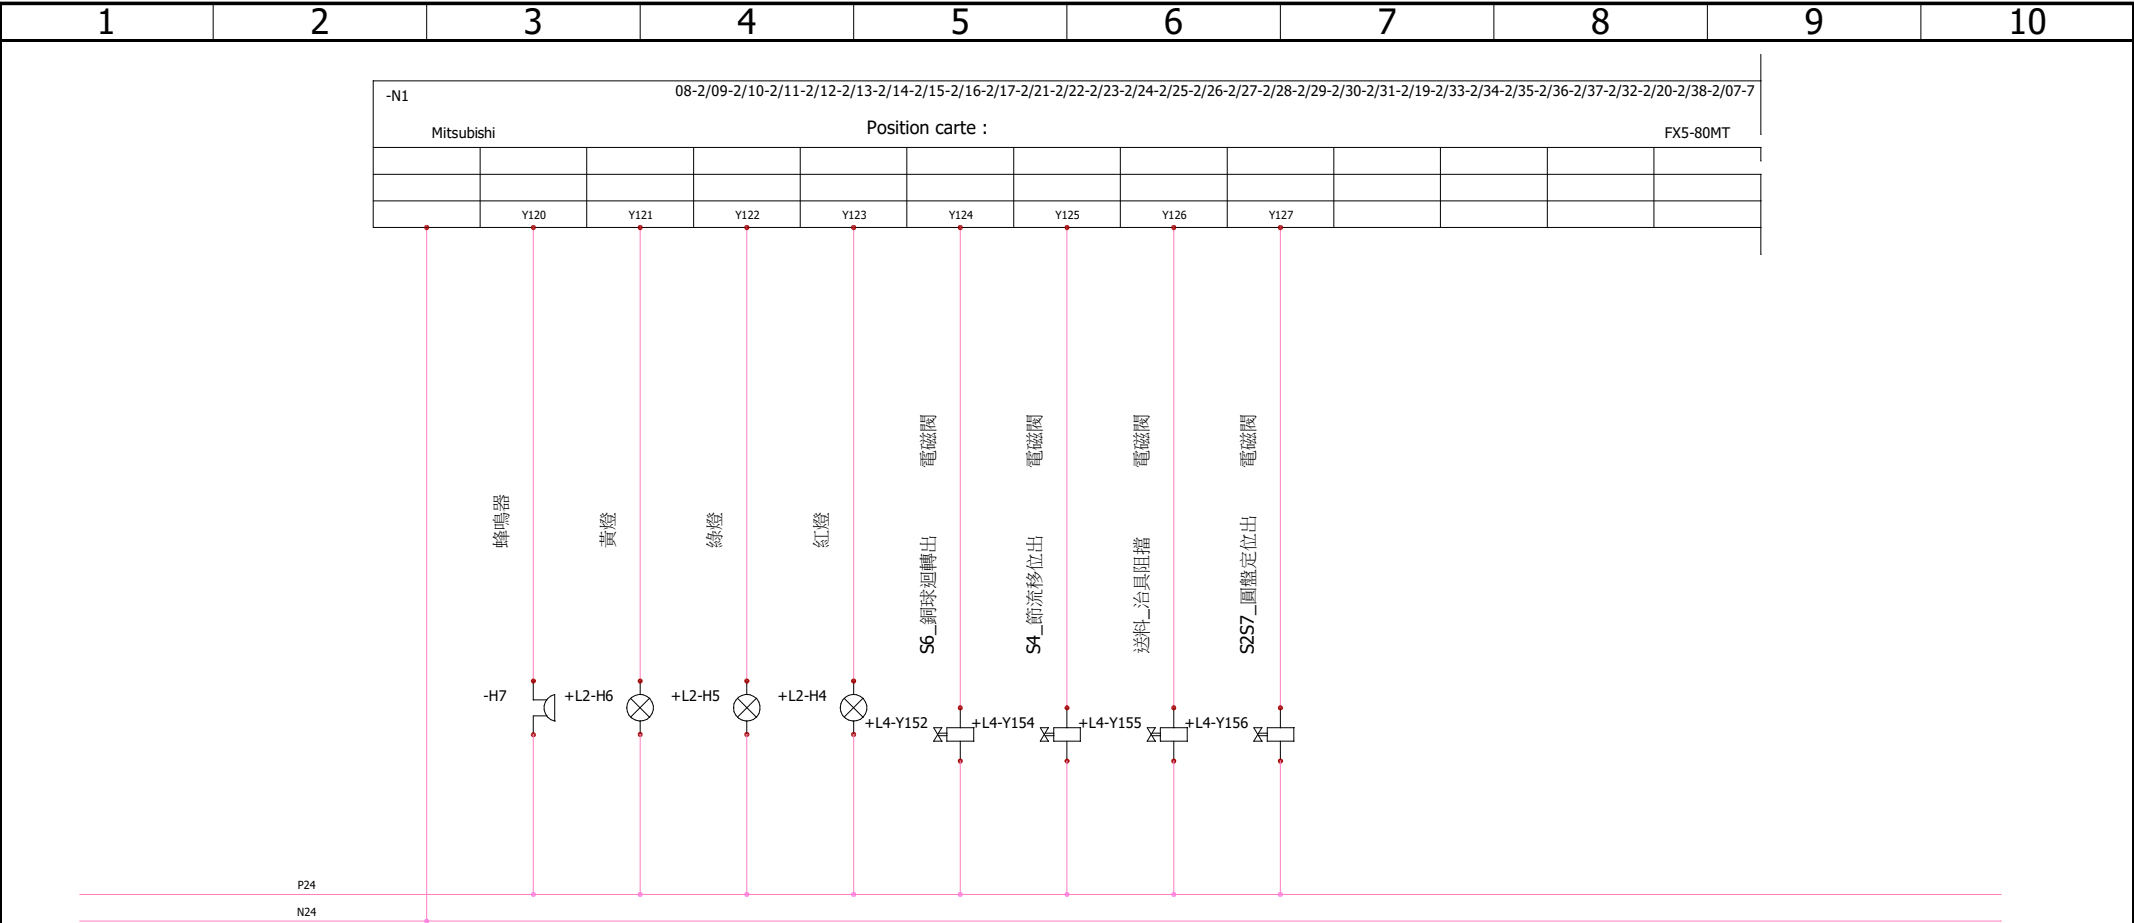 1 2 3 4 5 6 7 8 9 10
-N1 08-2/09-2/10-2/11-2/12-2/13-2/14-2/15-2/16-2/17-2/21-2/22-2/23-2/24-2/25-2/26-2/27-2/28-2/29-2/30-2/31-2/19-2/33-2/34-2/35-2/36-2/37-2/32-2/20-2/38-2/07-7
Mitsubishi Position carte : FX5-80MT
Y120 Y121 Y122 Y123 Y124 Y125 Y126 Y127
蜂鳴器
黃燈
綠燈
紅燈
S6_銅球迴轉出 電磁閥
S4_節流移位出 電磁閥
送料_治具阻擋 電磁閥
S2S7_圓盤定位出 電磁閥
-H7 +L2-H6 +L2-H5 +L2-H4
+L4-Y152 +L4-Y154 +L4-Y155 +L4-Y156
P24
N24